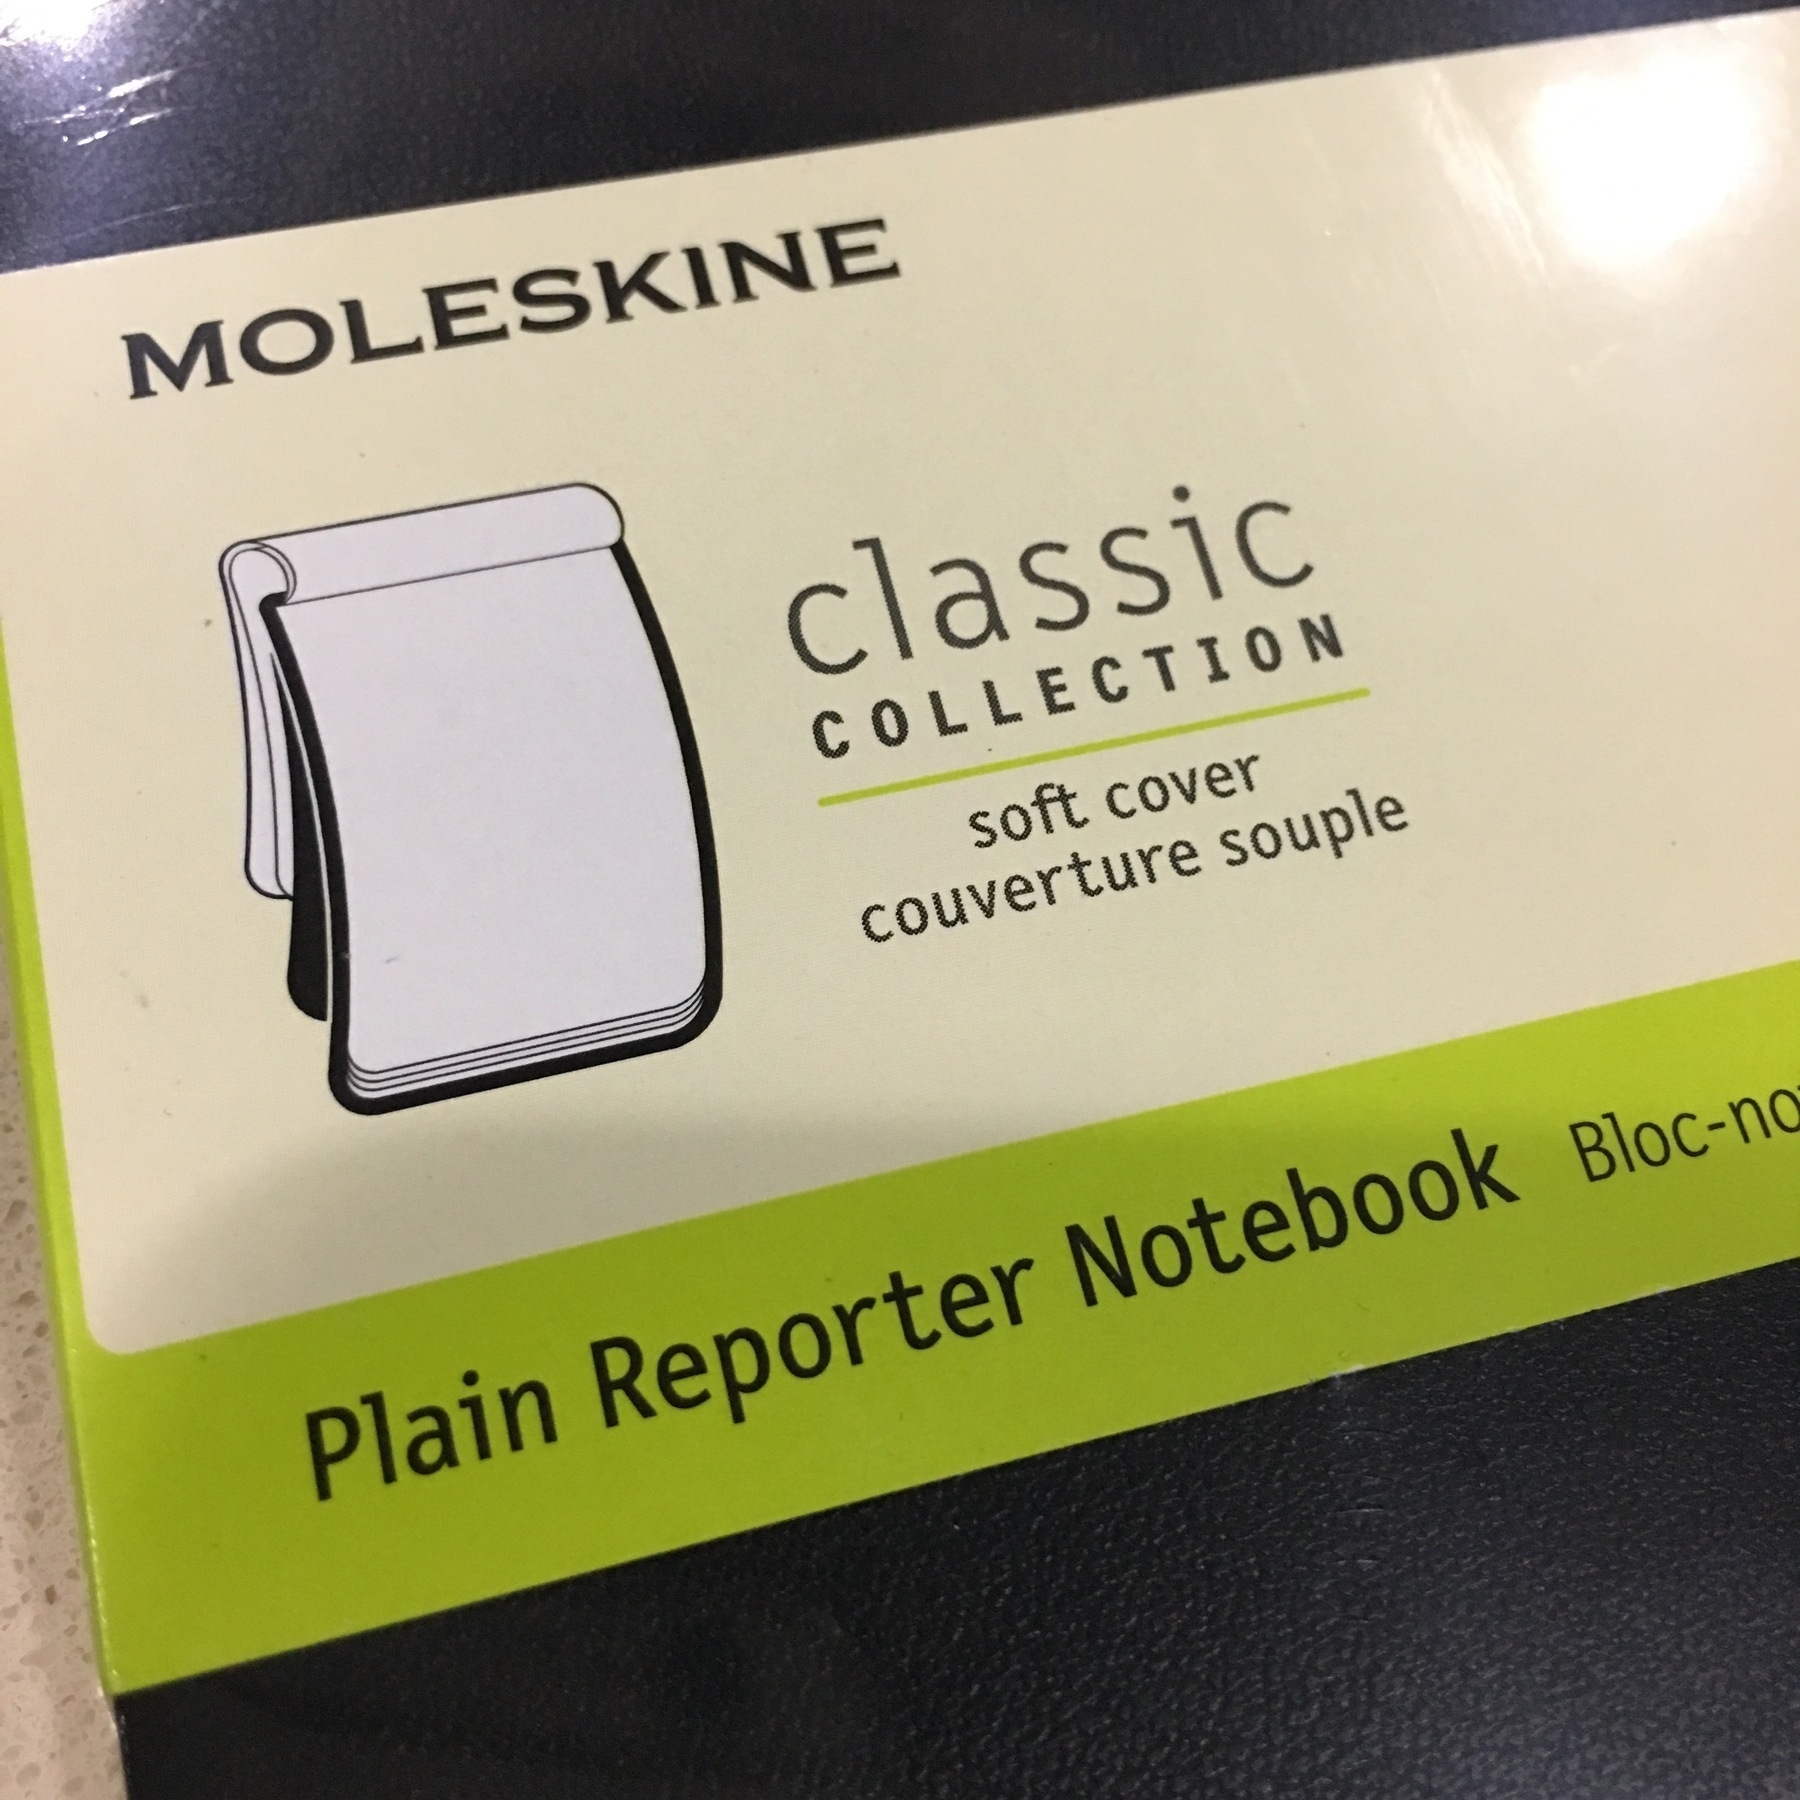 MOLESKINE
classic
COLLECTION
soft cover
couverture souple
Plain Reporter Notebook